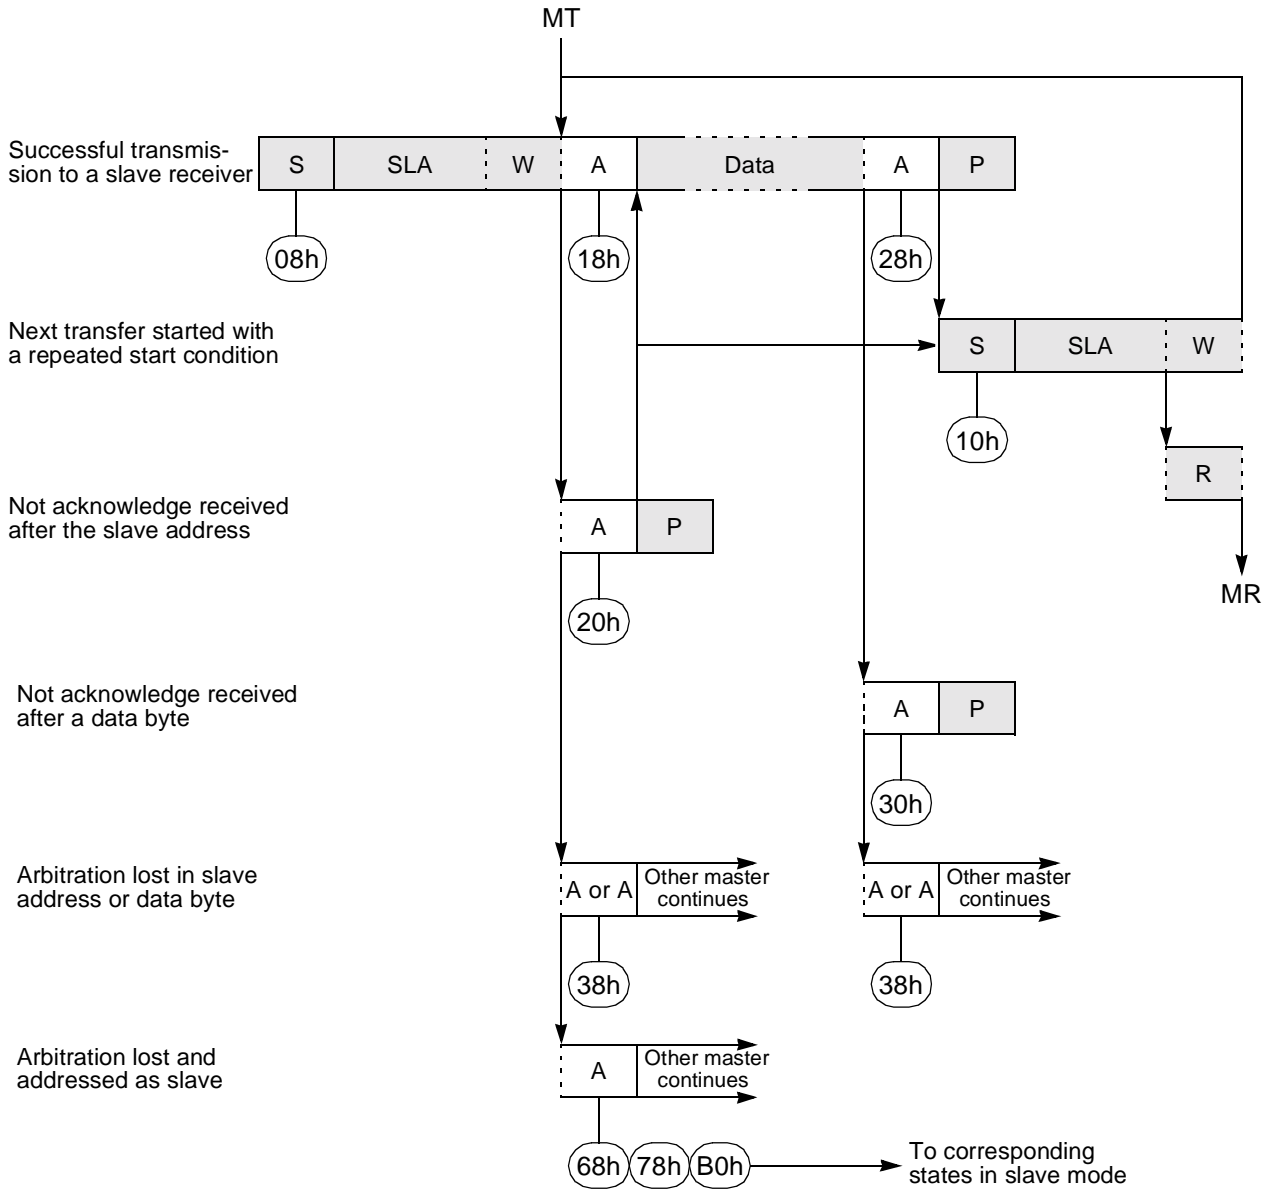 MT
Successful transmis-
sion to a slave receiver
S SLA W A Data A P
08h 18h 28h
Next transfer started with
a repeated start condition
S SLA W
10h
R
MR
Not acknowledge received
after the slave address
A P
20h
Not acknowledge received
after a data byte
A P
30h
Arbitration lost in slave
address or data byte
A or A Other master
continues
A or A Other master
continues
38h 38h
Arbitration lost and
addressed as slave
A Other master
continues
68h 78h B0h
To corresponding
states in slave mode